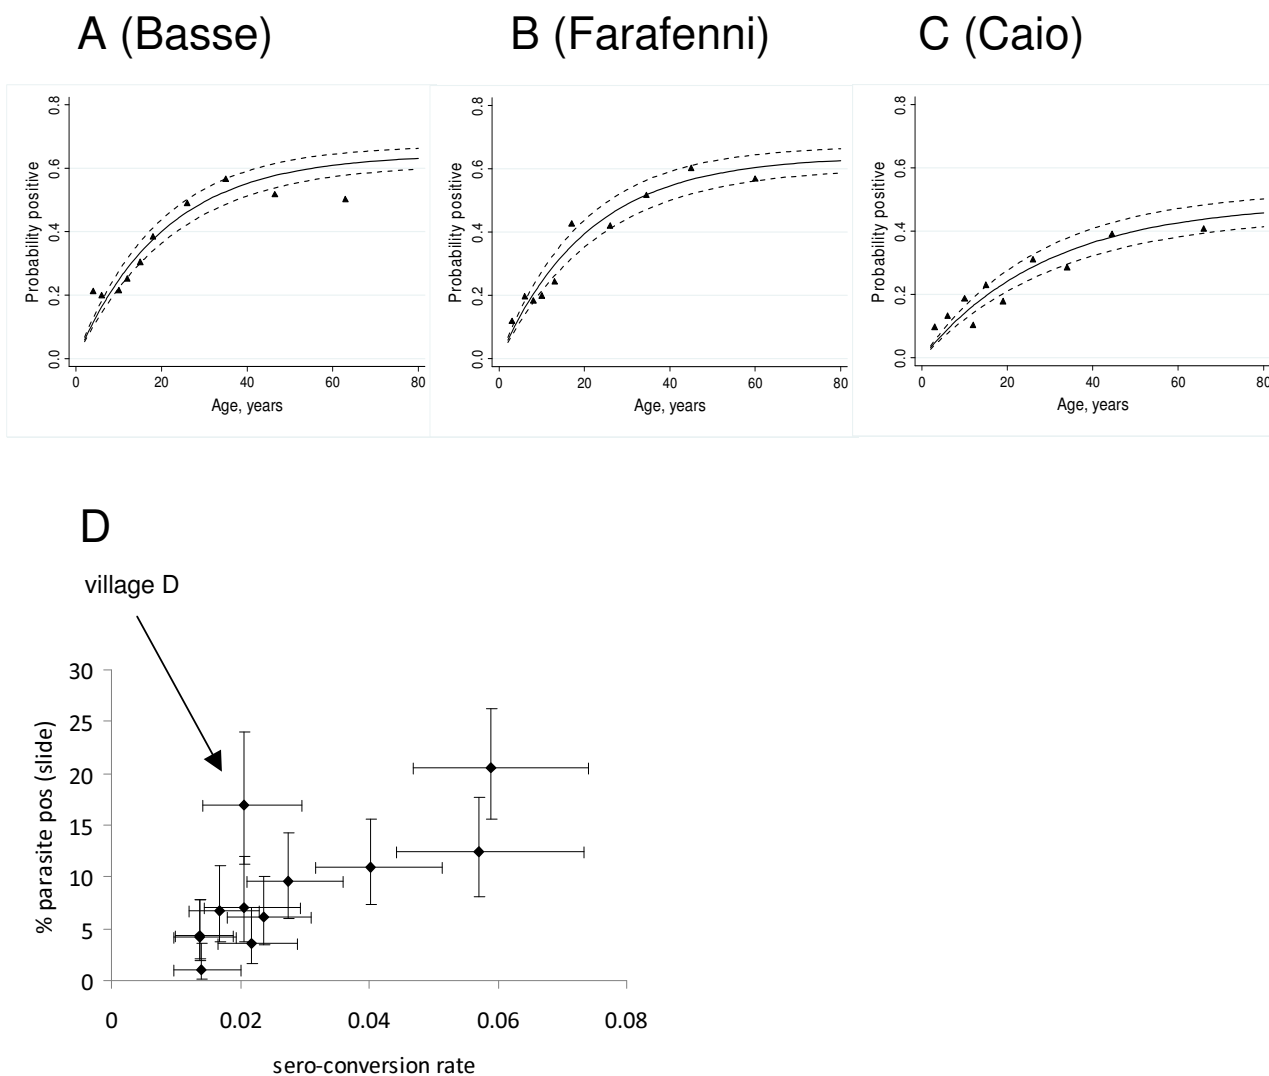 A (Basse) B (Farafenni) C (Caio)
Probability positive
0.0 0.2 0.4 0.6 0.8
0 20 40 60 80
Age, years
Probability positive
0.0 0.2 0.4 0.6 0.8
0 20 40 60 80
Age, years
Probability positive
0.0 0.2 0.4 0.6 0.8
0 20 40 60 80
Age, years
D
village D
% parasite pos (slide)
30
25
20
15
10
5
0
0 0.02 0.04 0.06 0.08
sero-conversion rate